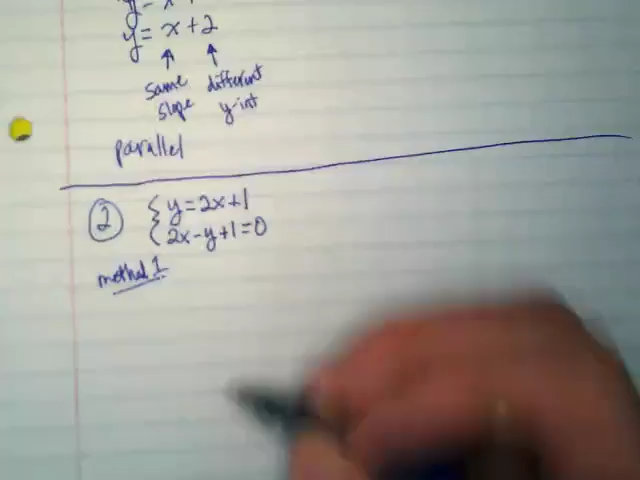 y = x + 2
same different
slope y-int
parallel
2 { y = 2x + 1
2x - y + 1 = 0
method 1